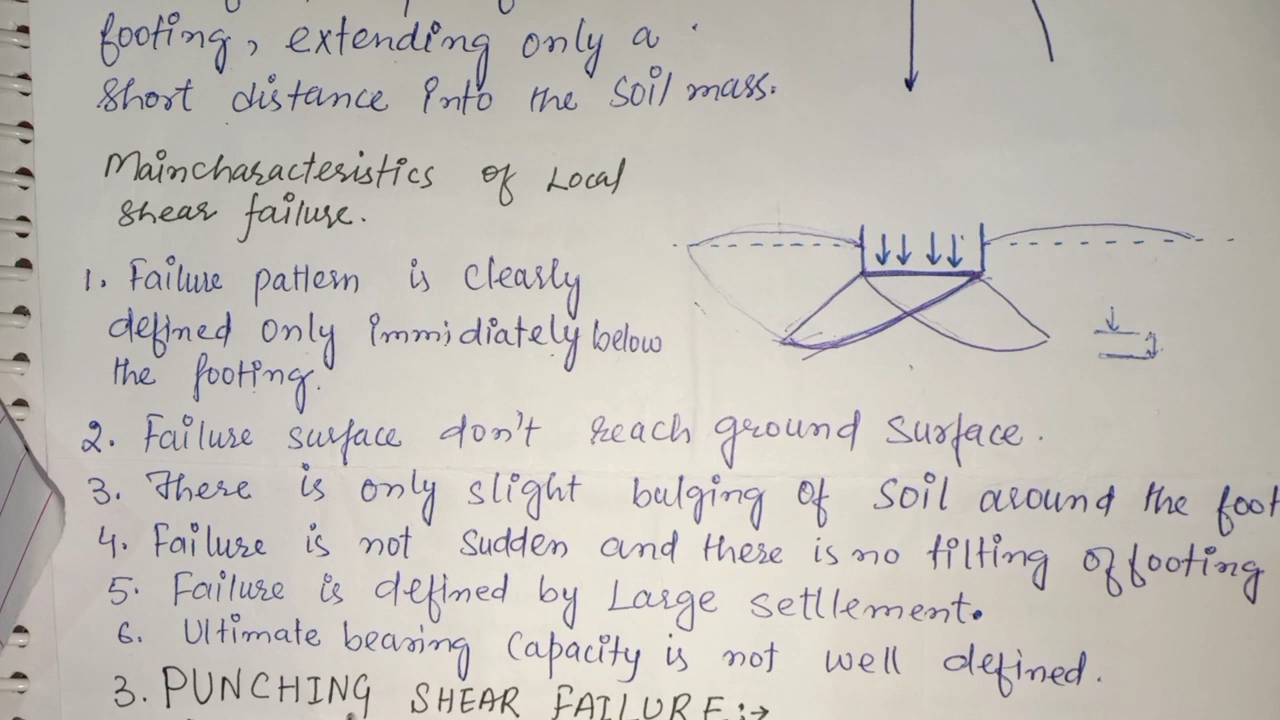 footing, extending only a
short distance into the soil mass.
Maincharacteristics of Local
shear failure.
1. Failure pattern is clearly
defined only immidiately below
the footing.
2. Failure surface don't reach ground surface.
3. There is only slight bulging of soil around the foot
4. Failure is not sudden and there is no tilting of footing
5. Failure is defined by Large settlement.
6. Ultimate bearing capacity is not well defined.
3. PUNCHING SHEAR FAILURE:→